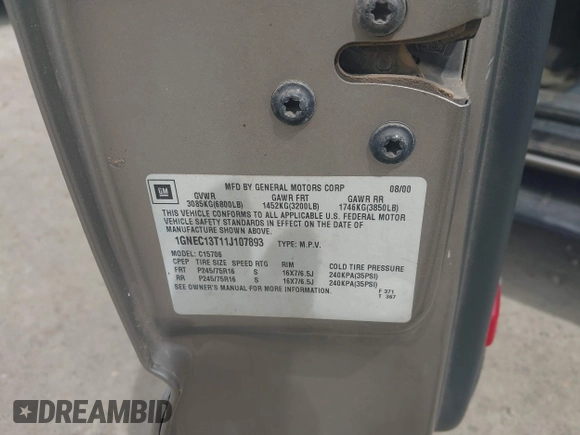 GM
MFD BY GENERAL MOTORS CORP 08/00
GVWR GAWR FRT GAWR RR
3085KG(6800LB) 1452KG(3200LB) 1746KG(3850LB)
THIS VEHICLE CONFORMS TO ALL APPLICABLE U.S. FEDERAL MOTOR
VEHICLE SAFETY STANDARDS IN EFFECT ON THE DATE OF
MANUFACTURE SHOWN ABOVE.
1GNEC13T11J107893 TYPE: M.P.V.
MODEL: C15706
CPEP TIRE SIZE SPEED RTG RIM COLD TIRE PRESSURE
FRT P245/75R16 S 16X7/6.5J 240KPA(35PSI)
RR P245/75R16 S 16X7/6.5J 240KPA(35PSI)
SEE OWNER'S MANUAL FOR MORE INFORMATION. F 371
T 367
DREAMBID